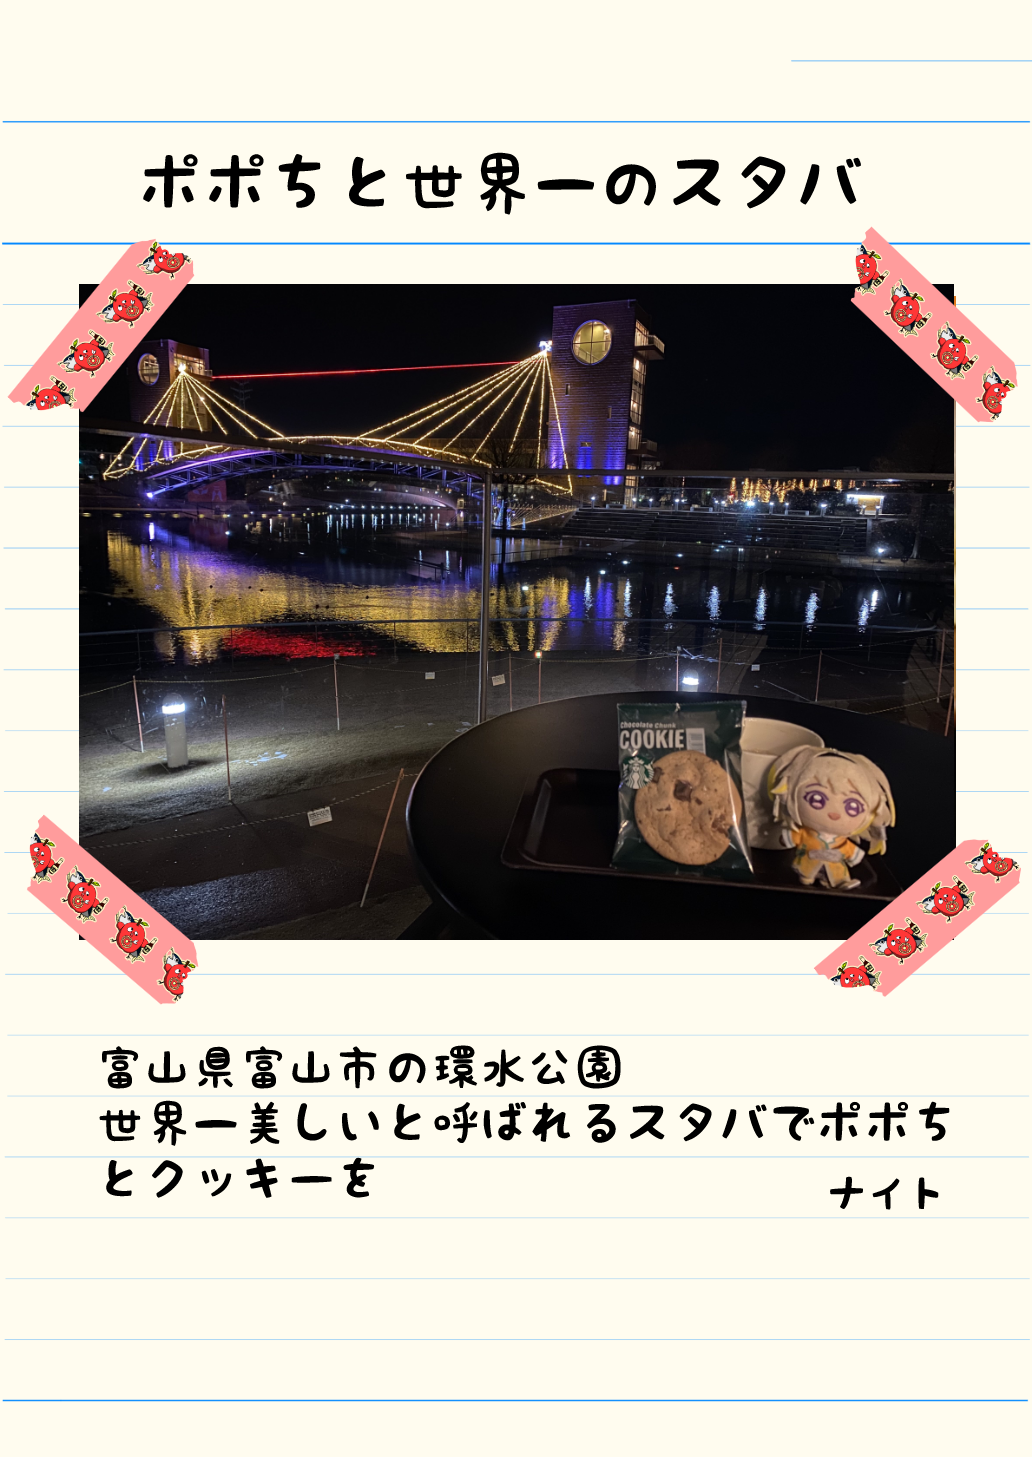 ポポちと世界一のスタバ
Chocolate Chunk
COOKIE
富山県富山市の環水公園
世界一美しいと呼ばれるスタバでポポち
とクッキーを
ナイト